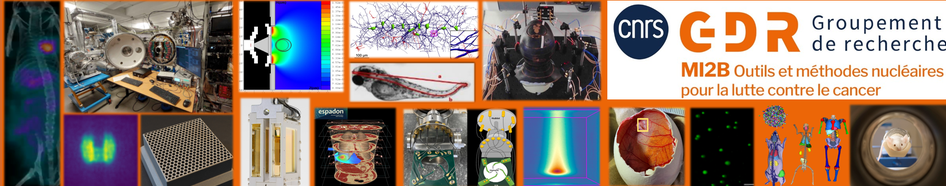 cnrs
GDR
Groupement
de recherche
MI2B Outils et méthodes nucléaires
pour la lutte contre le cancer
espadon